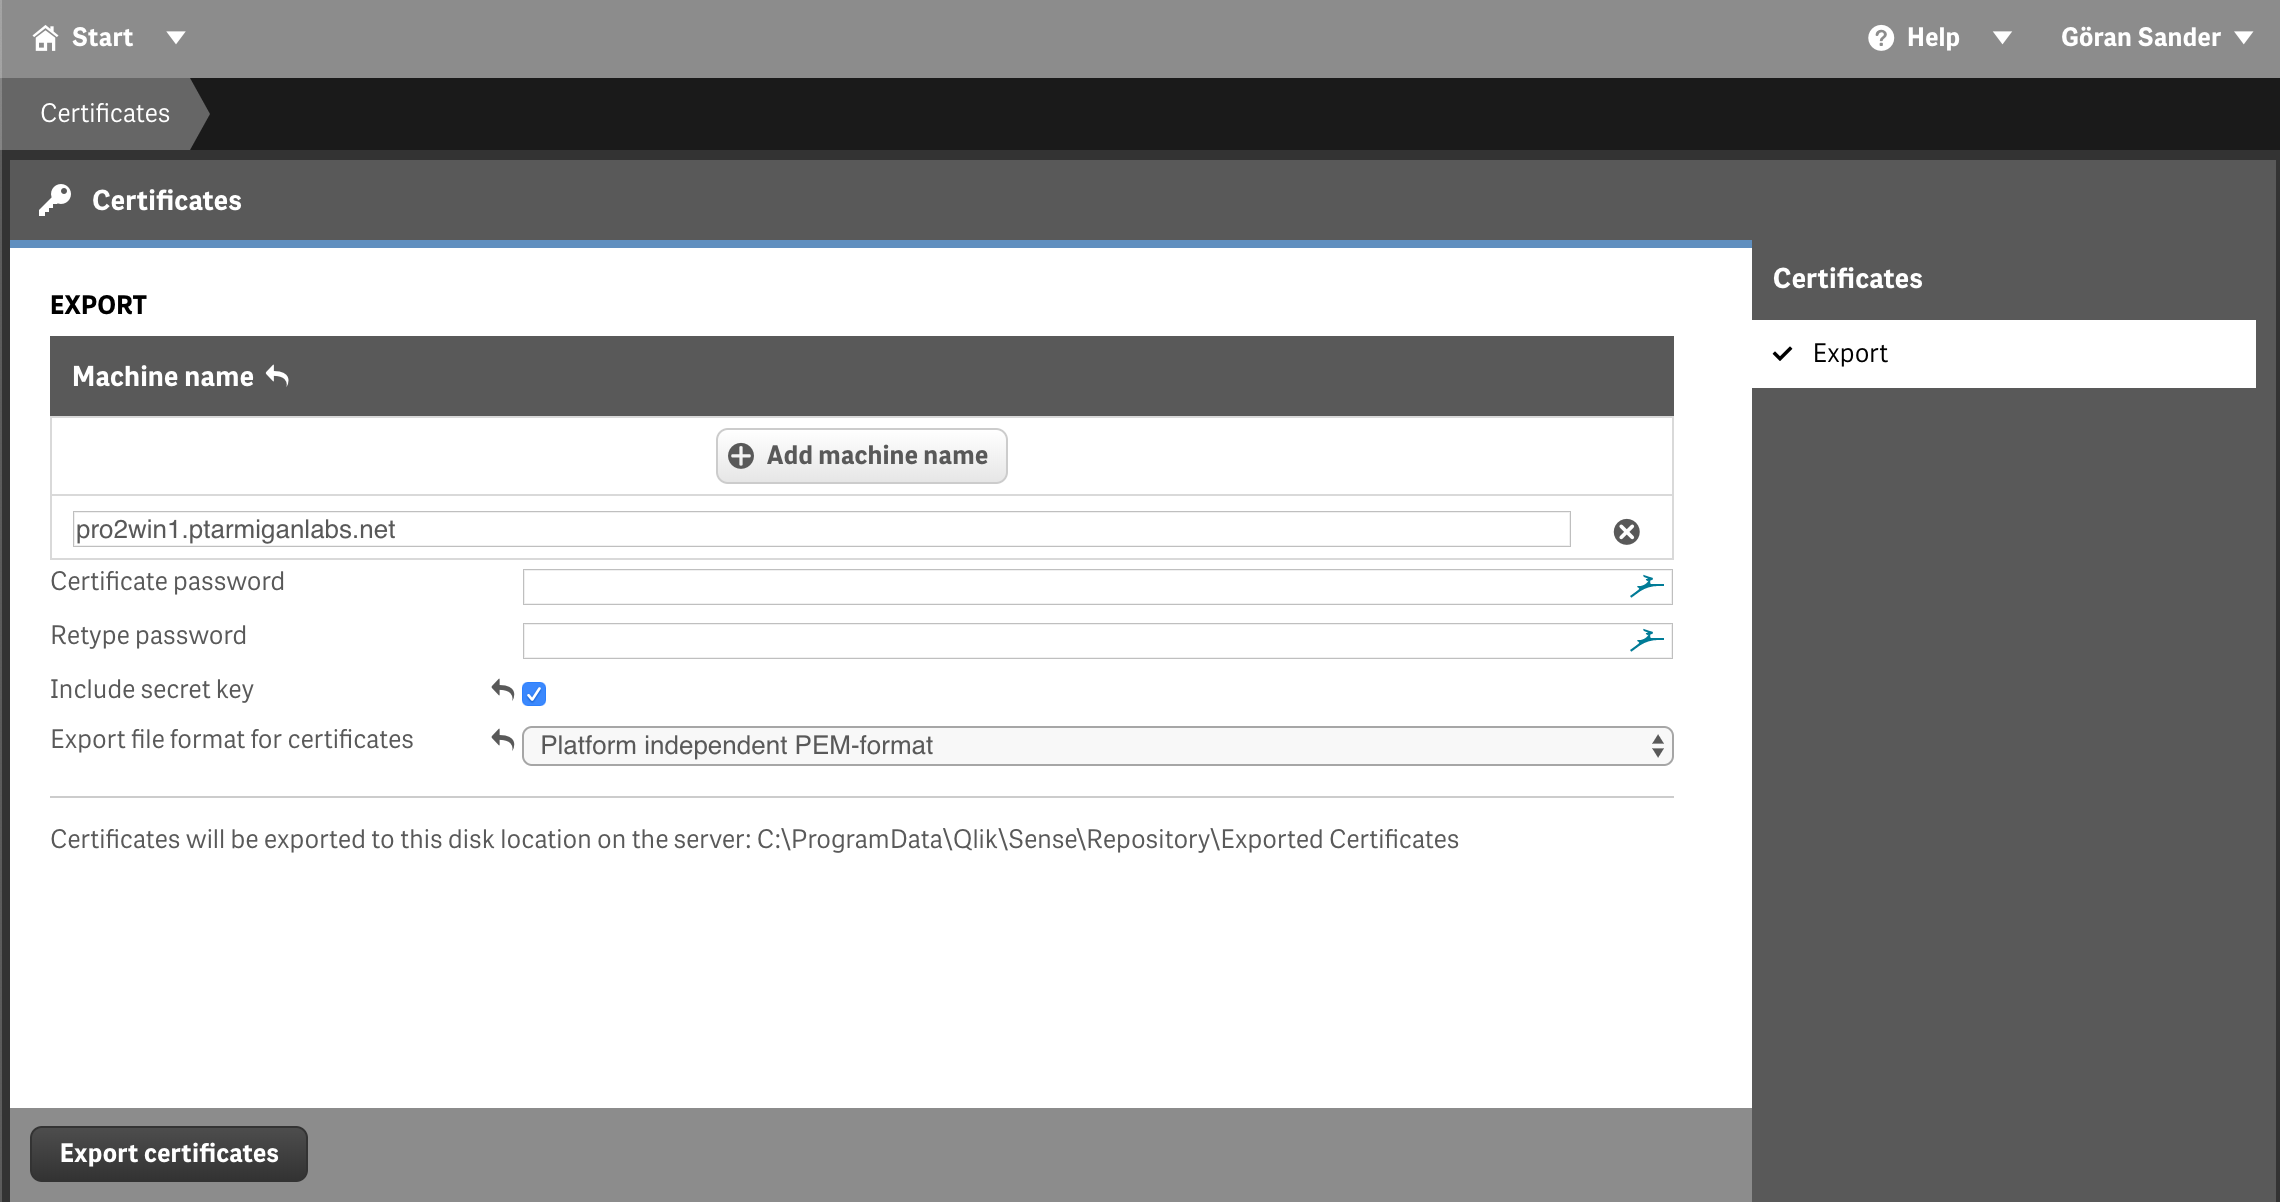 Start
Help
Göran Sander
Certificates
Certificates
EXPORT
Machine name
Add machine name
pro2win1.ptarmiganlabs.net
Certificate password
Retype password
Include secret key
Export file format for certificates
Platform independent PEM-format
Certificates will be exported to this disk location on the server: C:\ProgramData\Qlik\Sense\Repository\Exported Certificates
Export certificates
Certificates
Export